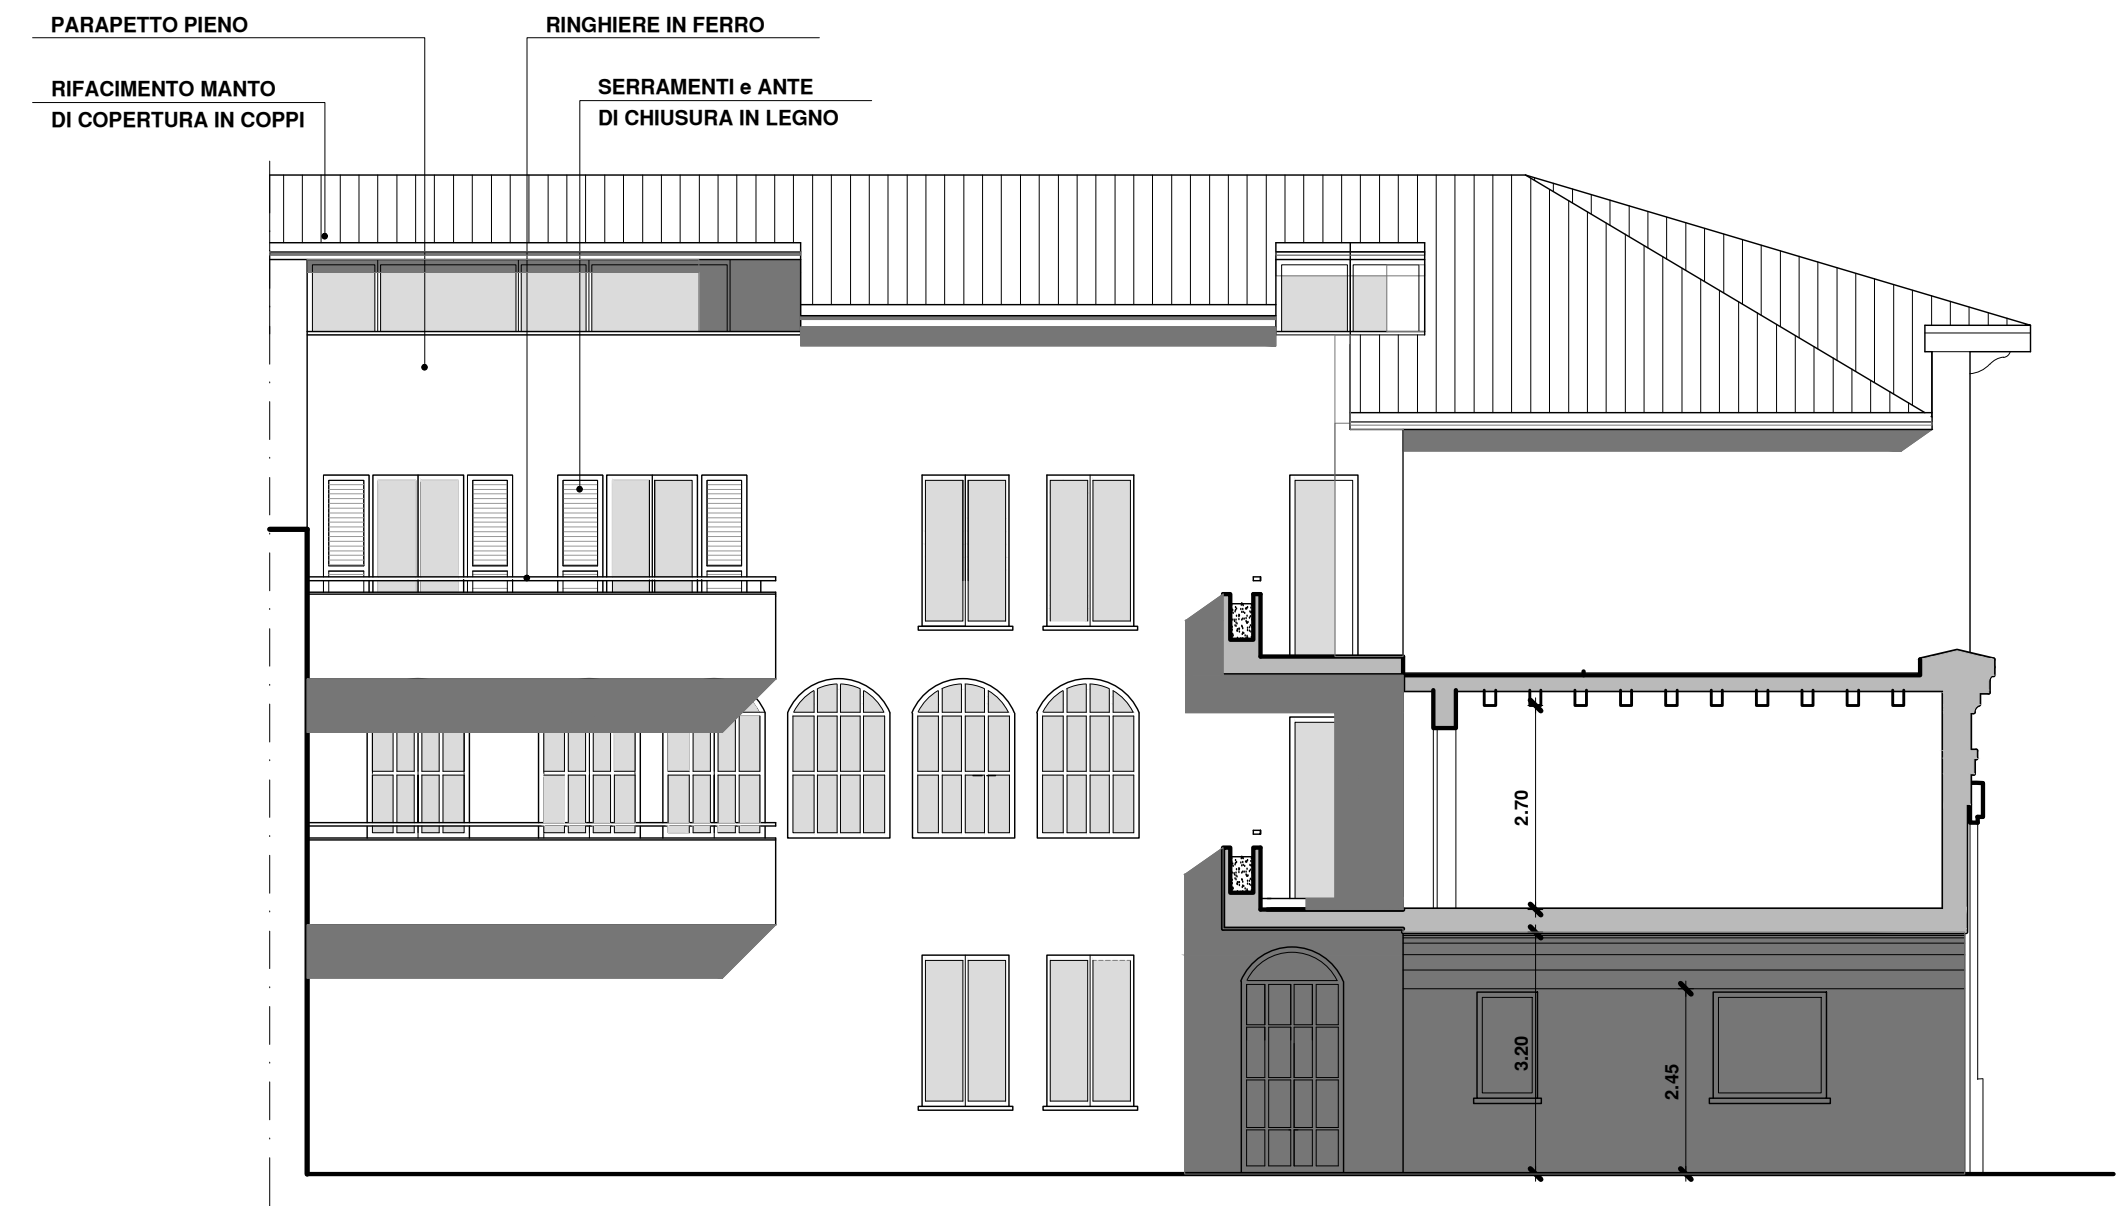 PARAPETTO PIENO
RINGHIERE IN FERRO
RIFACIMENTO MANTO
DI COPERTURA IN COPPI
SERRAMENTI e ANTE
DI CHIUSURA IN LEGNO
2.70
3.20
2.45